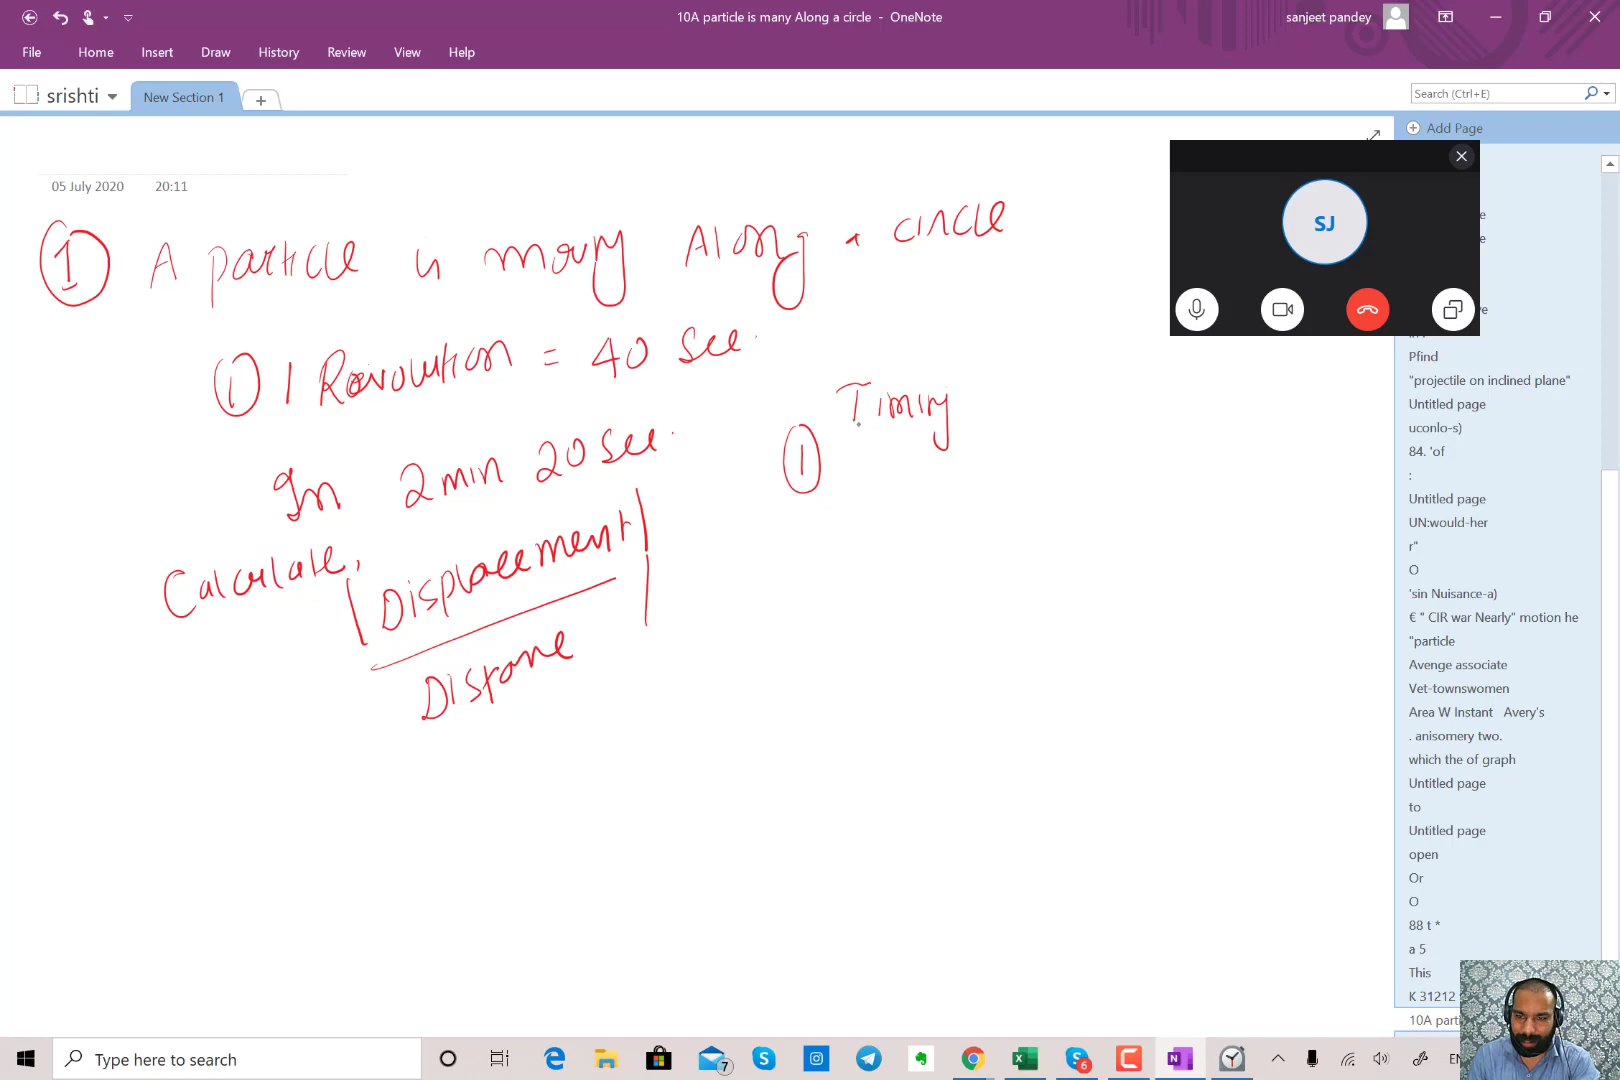 10A particle is many Along a circle - OneNote
sanjeet pandey
File Home Insert Draw History Review View Help
srishti
New Section 1
Search (Ctrl+E)
Add Page
05 July 2020 20:11
SJ
1 A particle is moving Along a circle
1 1 Revolution = 40 Sec.
In 2 min 20 Sec.
Calculate,
|Displacement|
Distance
Timing
1
e
e
ve
Pfind
"projectile on inclined plane"
Untitled page
uconlo-s)
84. 'of
:
Untitled page
UN:would-her
r"
O
'sin Nuisance-a)
€ " CIR war Nearly" motion he
"particle
Avenge associate
Vet-townswomen
Area W Instant Avery's
. anisomery two.
which the of graph
Untitled page
to
Untitled page
open
Or
O
88 t *
a 5
This
K 31212
10A parti
Type here to search
7
6